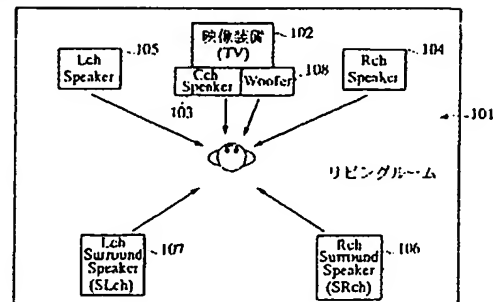 映像装置
(TV)
102
Lch
Speaker
105
Cch
Speaker
Woofer
108
103
Rch
Speaker
104
101
リビングルーム
Lch
Surround
Speaker
(SLch)
107
Rch
Surround
Speaker
(SRch)
106